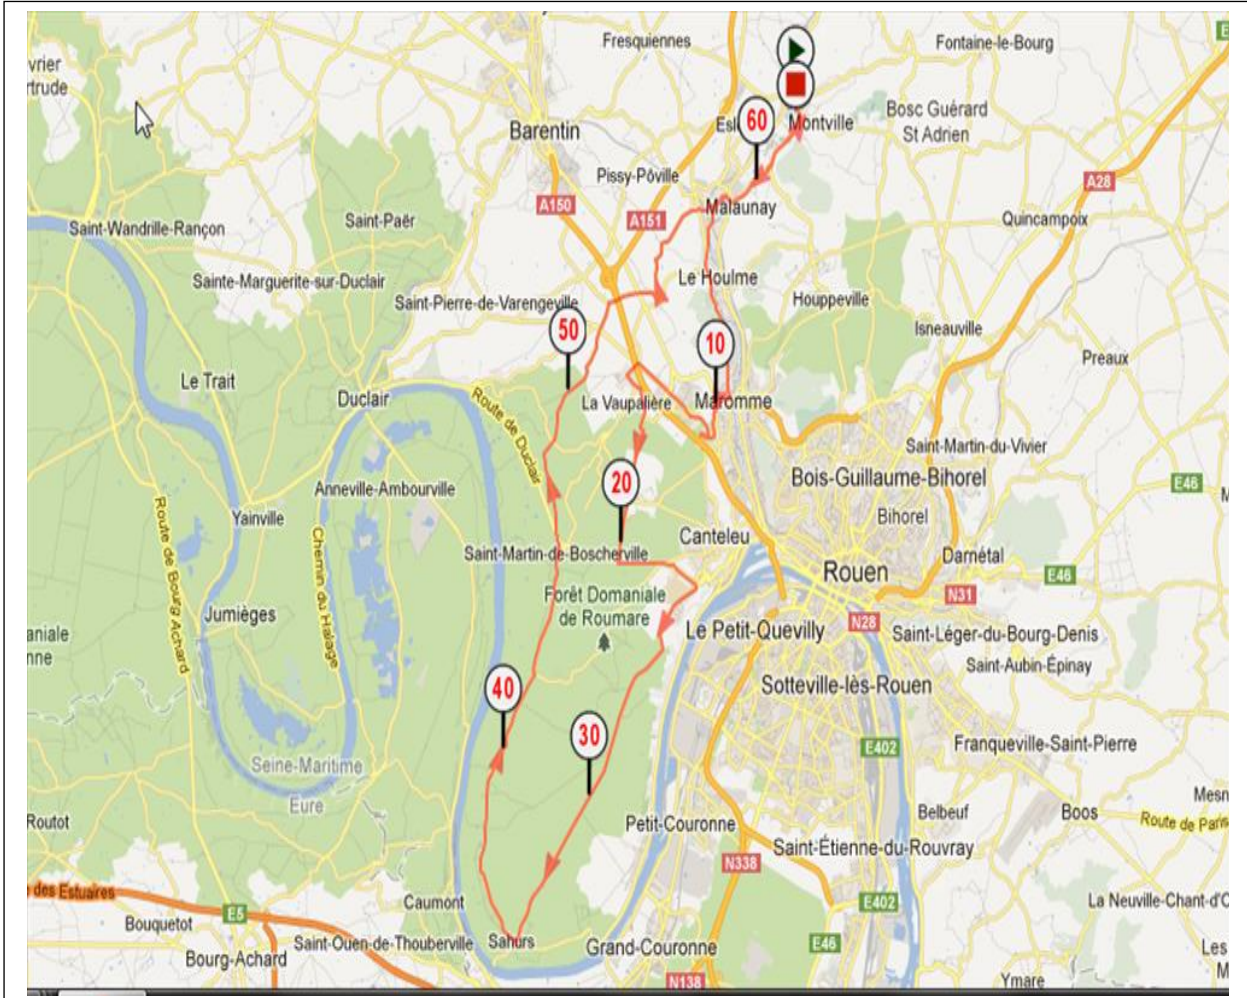 Fresquiennes
Fontaine-le-Bourg
E
vrier
rtrude
Barentin
60
Montville
Bosc Guérard
St Adrien
Pissy-Pôville
A28
A150
A151
Malaunay
Quincampoix
Saint-Wandrille-Rançon
Saint-Paër
Sainte-Marguerite-sur-Duclair
Le Houlme
Saint-Pierre-de-Varengeville
Houppeville
50
10
Isneauville
Preaux
Le Trait
Duclair
Route de Duclair
La Vaupalière
Maromme
Saint-Martin-du-Vivier
Anneville-Ambourville
20
Bois-Guillaume-Bihorel
E46
Route de Bourg Achard
Yainville
Chemin du Halage
Bihorel
Canteleu
Saint-Martin-de-Boscherville
Darnétal
Rouen
E46
Forêt Domaniale
de Roumare
N31
Jumièges
N28
Le Petit-Quevilly
Saint-Léger-du-Bourg-Denis
aniale
nne
Saint-Aubin-Épinay
40
Sotteville-lès-Rouen
30
E402
Franqueville-Saint-Pierre
Seine-Maritime
Eure
Mesn
Routot
Petit-Couronne
Belbeuf
Boos
Route de Paris
Saint-Étienne-du-Rouvray
N338
e des Estuaires
Caumont
E402
La Neuville-Chant-d'O
E5
Bouquetot
Saint-Ouen-de-Thouberville
Sahurs
Grand-Couronne
E46
Bourg-Achard
Les
M
N138
Ymare